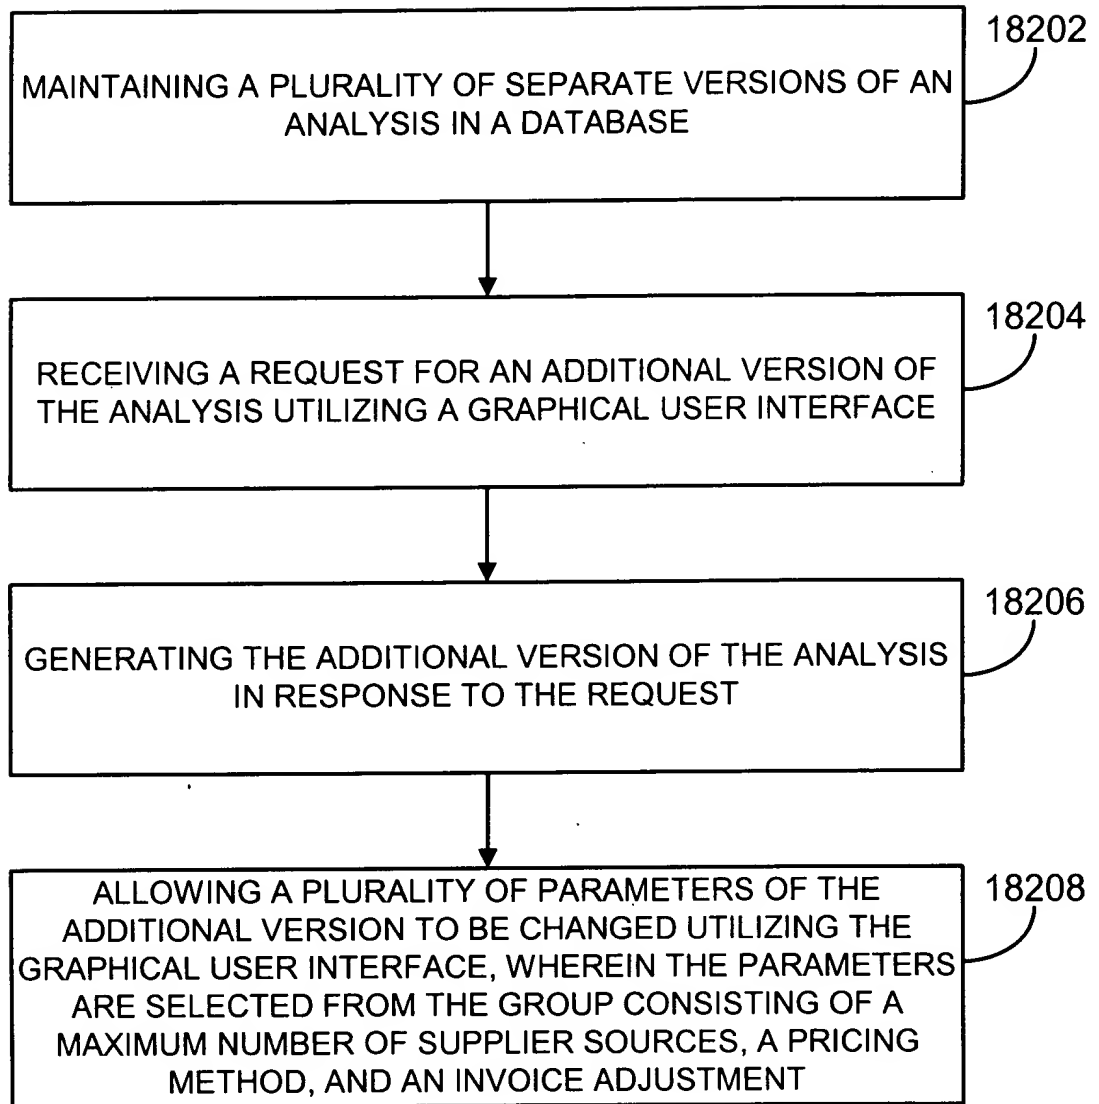 18202
MAINTAINING A PLURALITY OF SEPARATE VERSIONS OF AN
ANALYSIS IN A DATABASE
18204
RECEIVING A REQUEST FOR AN ADDITIONAL VERSION OF
THE ANALYSIS UTILIZING A GRAPHICAL USER INTERFACE
18206
GENERATING THE ADDITIONAL VERSION OF THE ANALYSIS
IN RESPONSE TO THE REQUEST
18208
ALLOWING A PLURALITY OF PARAMETERS OF THE
ADDITIONAL VERSION TO BE CHANGED UTILIZING THE
GRAPHICAL USER INTERFACE, WHEREIN THE PARAMETERS
ARE SELECTED FROM THE GROUP CONSISTING OF A
MAXIMUM NUMBER OF SUPPLIER SOURCES, A PRICING
METHOD, AND AN INVOICE ADJUSTMENT